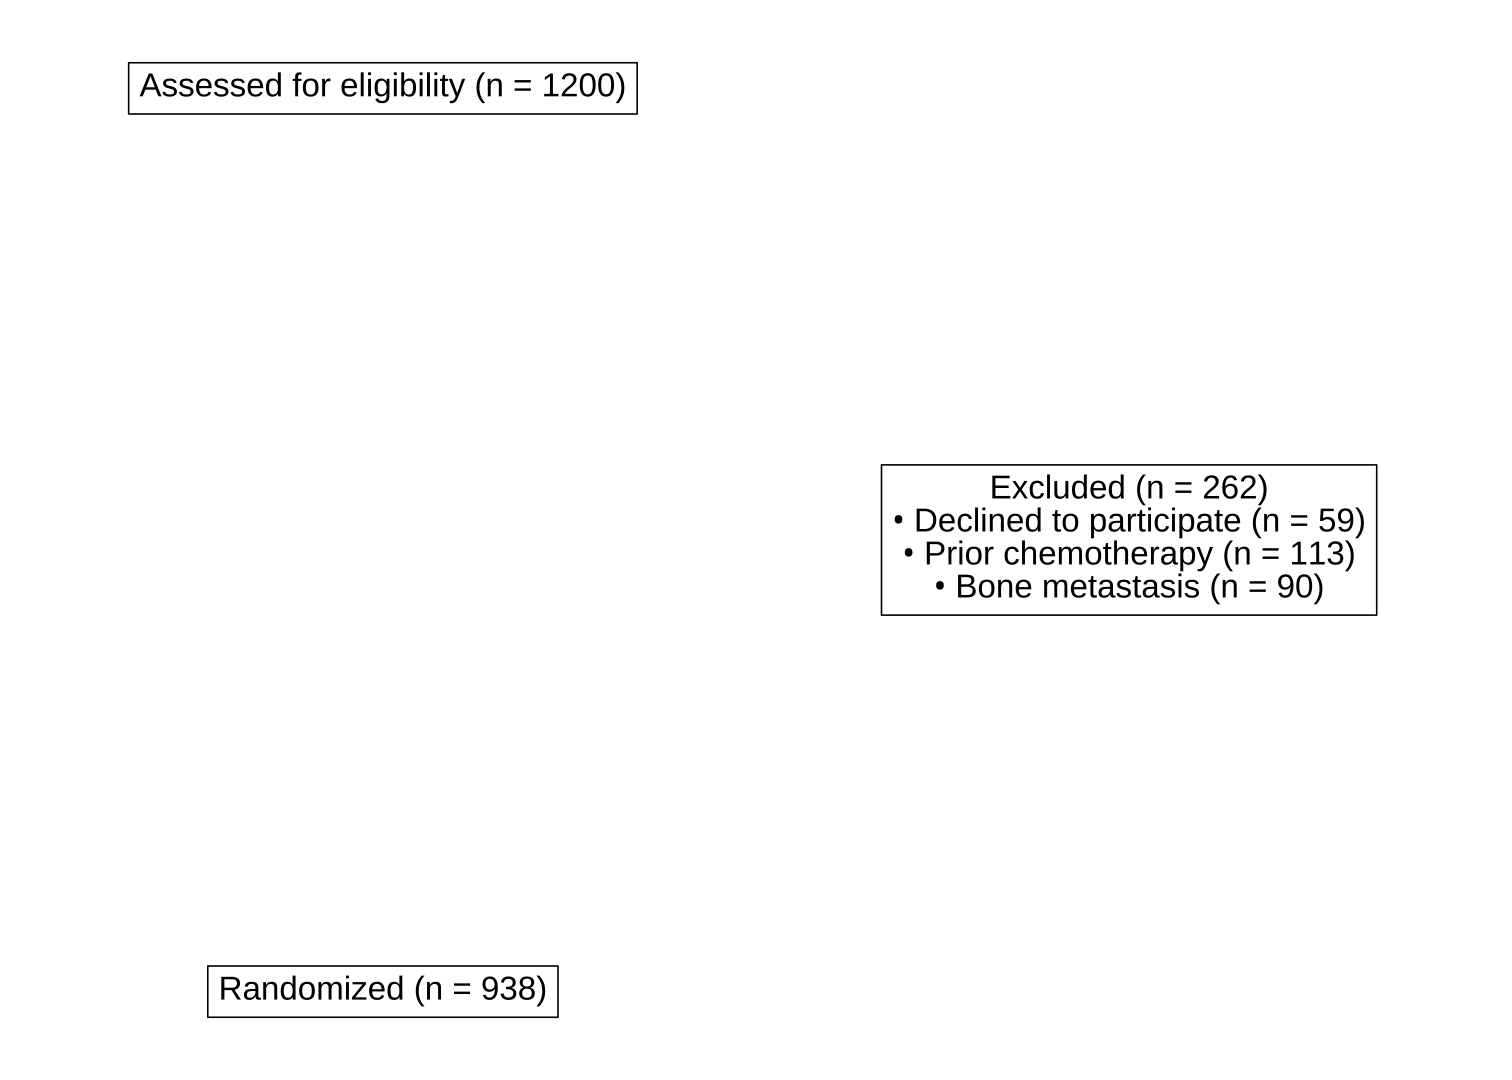 Assessed for eligibility (n = 1200)
Excluded (n = 262)
• Declined to participate (n = 59)
• Prior chemotherapy (n = 113)
• Bone metastasis (n = 90)
Randomized (n = 938)